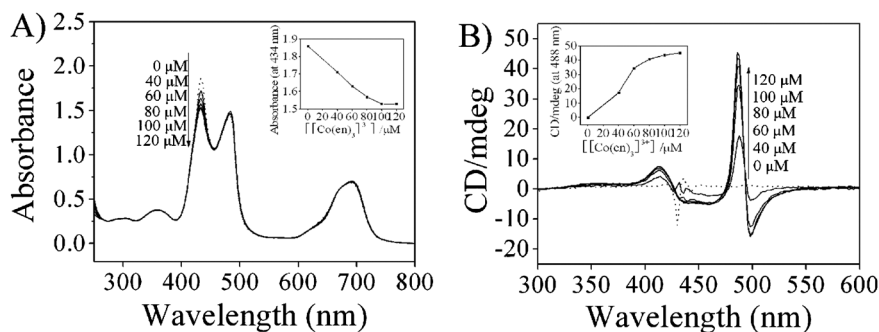 A)
2.5
2.0
1.5
1.0
0.5
0.0
Absorbance
0 μM
40 μM
60 μM
80 μM
100 μM
120 μM
Absorbance (at 434 nm)
1.9
1.8
1.7
1.6
1.5
0 20 40 60 80 100 120
[[Co(en)3]3+] /μM
300 400 500 600 700 800
Wavelength (nm)
B)
50
40
30
20
10
0
-10
-20
CD/mdeg
CD/mdeg (at 488 nm)
50
40
30
20
10
0
0 20 40 60 80 100 120
[[Co(en)3]3+] /μM
120 μM
100 μM
80 μM
60 μM
40 μM
0 μM
300 350 400 450 500 550 600
Wavelength (nm)